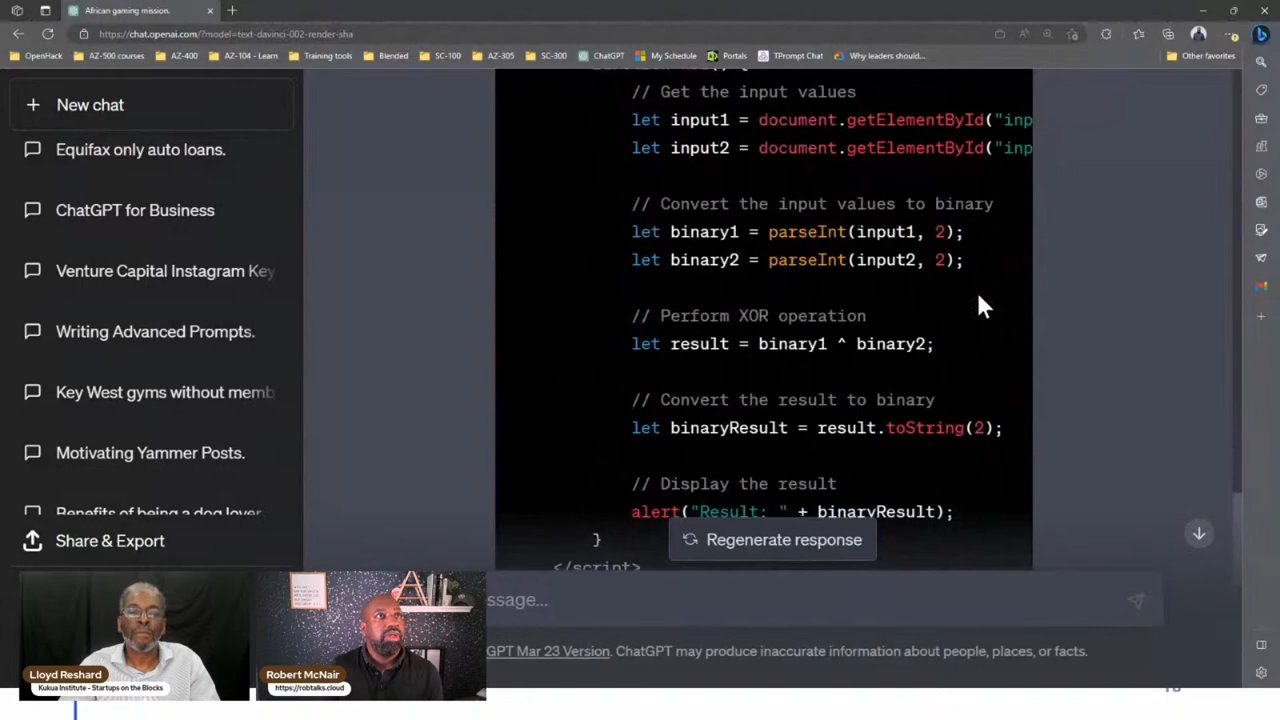 African gaming mission.
https://chat.openai.com/?model=text-davinci-002-render-sha
OpenHack AZ-500 courses AZ-400 AZ-104 - Learn Training tools Blended SC-100 AZ-305 SC-300 ChatGPT My Schedule Portals TPrompt Chat Why leaders should... Other favorites
New chat
Equifax only auto loans.
ChatGPT for Business
Venture Capital Instagram Key
Writing Advanced Prompts.
Key West gyms without memb
Motivating Yammer Posts.
Benefits of being a dog lover
Share & Export
// Get the input values
let input1 = document.getElementById("inp
let input2 = document.getElementById("inp
// Convert the input values to binary
let binary1 = parseInt(input1, 2);
let binary2 = parseInt(input2, 2);
// Perform XOR operation
let result = binary1 ^ binary2;
// Convert the result to binary
let binaryResult = result.toString(2);
// Display the result
alert("Result: " + binaryResult);
}
</script>
Regenerate response
ssage...
GPT Mar 23 Version. ChatGPT may produce inaccurate information about people, places, or facts.
Lloyd Reshard
Kukua Institute - Startups on the Blocks
Robert McNair
https://robtalks.cloud